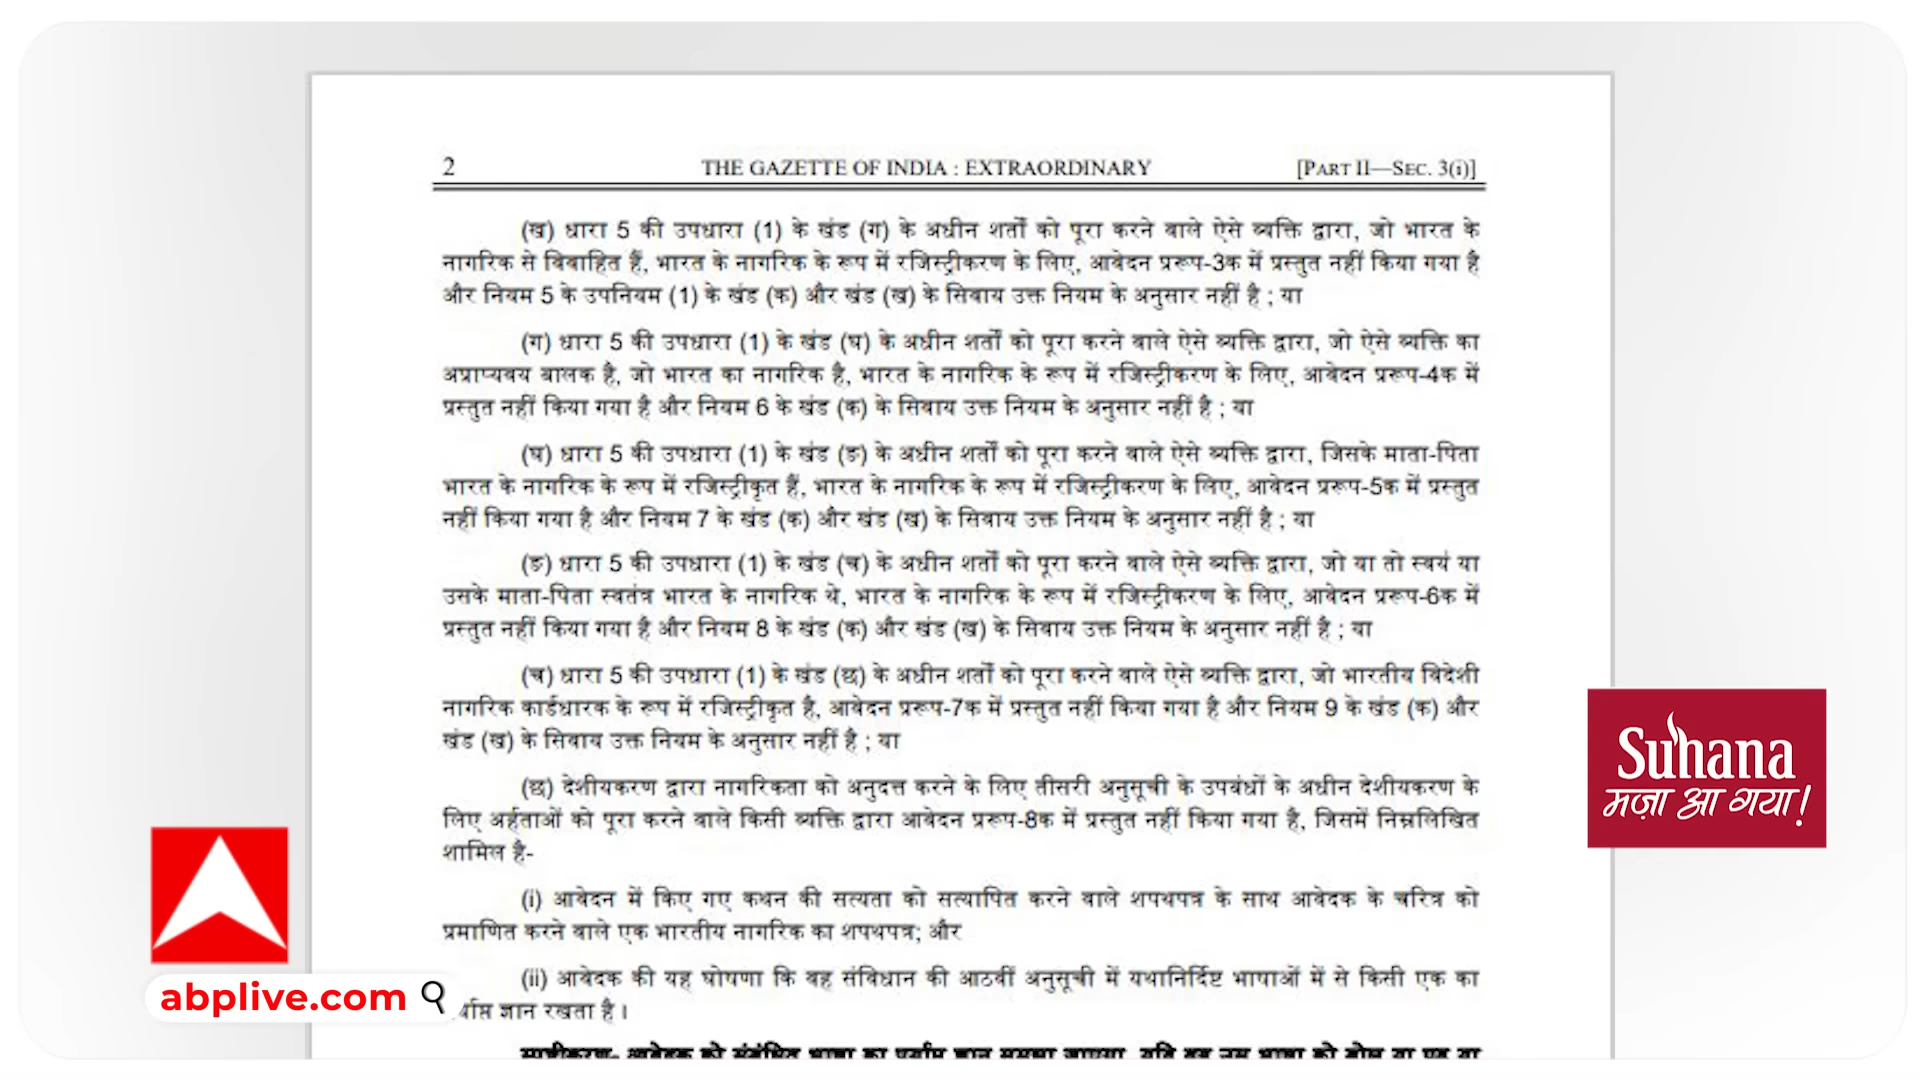 2 THE GAZETTE OF INDIA : EXTRAORDINARY [PART II—SEC. 3(i)]
(ख) धारा 5 की उपधारा (1) के खंड (ग) के अधीन शर्तों को पूरा करने वाले ऐसे व्यक्ति द्वारा, जो भारत के
नागरिक से विवाहित हैं, भारत के नागरिक के रूप में रजिस्ट्रीकरण के लिए, आवेदन प्ररूप-3क में प्रस्तुत नहीं किया गया है
और नियम 5 के उपनियम (1) के खंड (क) और खंड (ख) के सिवाय उक्त नियम के अनुसार नहीं है ; या
(ग) धारा 5 की उपधारा (1) के खंड (घ) के अधीन शर्तों को पूरा करने वाले ऐसे व्यक्ति द्वारा, जो ऐसे व्यक्ति का
अप्राप्यवय बालक है, जो भारत का नागरिक है, भारत के नागरिक के रूप में रजिस्ट्रीकरण के लिए, आवेदन प्ररूप-4क में
प्रस्तुत नहीं किया गया है और नियम 6 के खंड (क) के सिवाय उक्त नियम के अनुसार नहीं है ; या
(घ) धारा 5 की उपधारा (1) के खंड (ङ) के अधीन शर्तों को पूरा करने वाले ऐसे व्यक्ति द्वारा, जिसके माता-पिता
भारत के नागरिक के रूप में रजिस्ट्रीकृत हैं, भारत के नागरिक के रूप में रजिस्ट्रीकरण के लिए, आवेदन प्ररूप-5क में प्रस्तुत
नहीं किया गया है और नियम 7 के खंड (क) और खंड (ख) के सिवाय उक्त नियम के अनुसार नहीं है ; या
(ङ) धारा 5 की उपधारा (1) के खंड (च) के अधीन शर्तों को पूरा करने वाले ऐसे व्यक्ति द्वारा, जो या तो स्वयं या
उसके माता-पिता स्वतंत्र भारत के नागरिक थे, भारत के नागरिक के रूप में रजिस्ट्रीकरण के लिए, आवेदन प्ररूप-6क में
प्रस्तुत नहीं किया गया है और नियम 8 के खंड (क) और खंड (ख) के सिवाय उक्त नियम के अनुसार नहीं है ; या
(च) धारा 5 की उपधारा (1) के खंड (छ) के अधीन शर्तों को पूरा करने वाले ऐसे व्यक्ति द्वारा, जो भारतीय विदेशी
नागरिक कार्डधारक के रूप में रजिस्ट्रीकृत है, आवेदन प्ररूप-7क में प्रस्तुत नहीं किया गया है और नियम 9 के खंड (क) और
खंड (ख) के सिवाय उक्त नियम के अनुसार नहीं है ; या
(छ) देशीयकरण द्वारा नागरिकता को अनुदत्त करने के लिए तीसरी अनुसूची के उपबंधों के अधीन देशीयकरण के
लिए अर्हताओं को पूरा करने वाले किसी व्यक्ति द्वारा आवेदन प्ररूप-8क में प्रस्तुत नहीं किया गया है, जिसमें निम्नलिखित
शामिल है-
(i) आवेदन में किए गए कथन की सत्यता को सत्यापित करने वाले शपथपत्र के साथ आवेदक के चरित्र को
प्रमाणित करने वाले एक भारतीय नागरिक का शपथपत्र; और
(ii) आवेदक की यह घोषणा कि वह संविधान की आठवीं अनुसूची में यथानिर्दिष्ट भाषाओं में से किसी एक का
ज्ञान रखता है ।
Suhana
मज़ा आ गया!
abplive.com